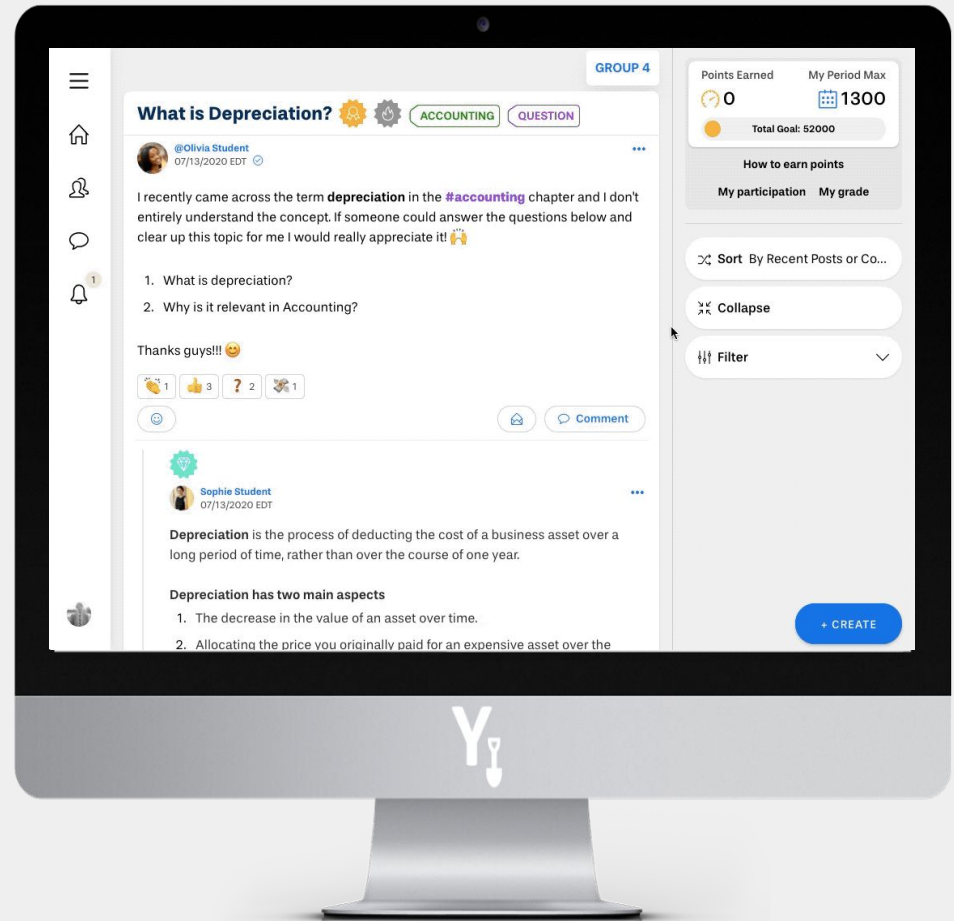 GROUP 4
What is Depreciation? ACCOUNTING QUESTION
@Olivia Student
07/13/2020 EDT
I recently came across the term depreciation in the #accounting chapter and I don't
entirely understand the concept. If someone could answer the questions below and
clear up this topic for me I would really appreciate it!
1. What is depreciation?
2. Why is it relevant in Accounting?
Thanks guys!!!
1 3 2 1
Comment
Sophie Student
07/13/2020 EDT
Depreciation is the process of deducting the cost of a business asset over a
long period of time, rather than over the course of one year.
Depreciation has two main aspects
1. The decrease in the value of an asset over time.
2. Allocating the price you originally paid for an expensive asset over the
1
Points Earned My Period Max
0 1300
Total Goal: 52000
How to earn points
My participation My grade
Sort By Recent Posts or Co...
Collapse
Filter
+ CREATE
Y